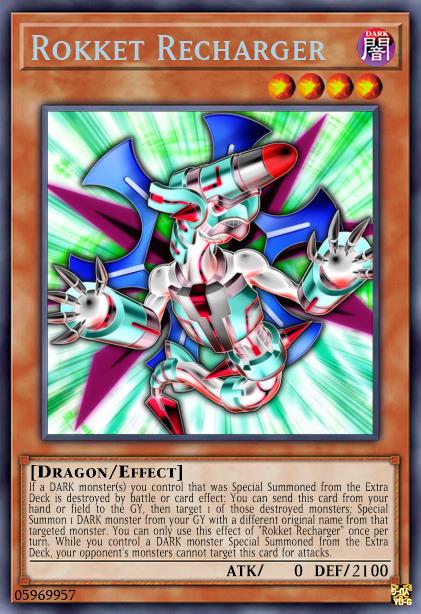 ROKKET RECHARGER
DARK
闇
[DRAGON/EFFECT]
If a DARK monster(s) you control that was Special Summoned from the Extra
Deck is destroyed by battle or card effect: You can send this card from your
hand or field to the GY, then target 1 of those destroyed monsters; Special
Summon 1 DARK monster from your GY with a different original name from that
targeted monster. You can only use this effect of "Rokket Recharger" once per
turn. While you control a DARK monster Special Summoned from the Extra
Deck, your opponent's monsters cannot target this card for attacks.
ATK/ 0 DEF/2100
05969957